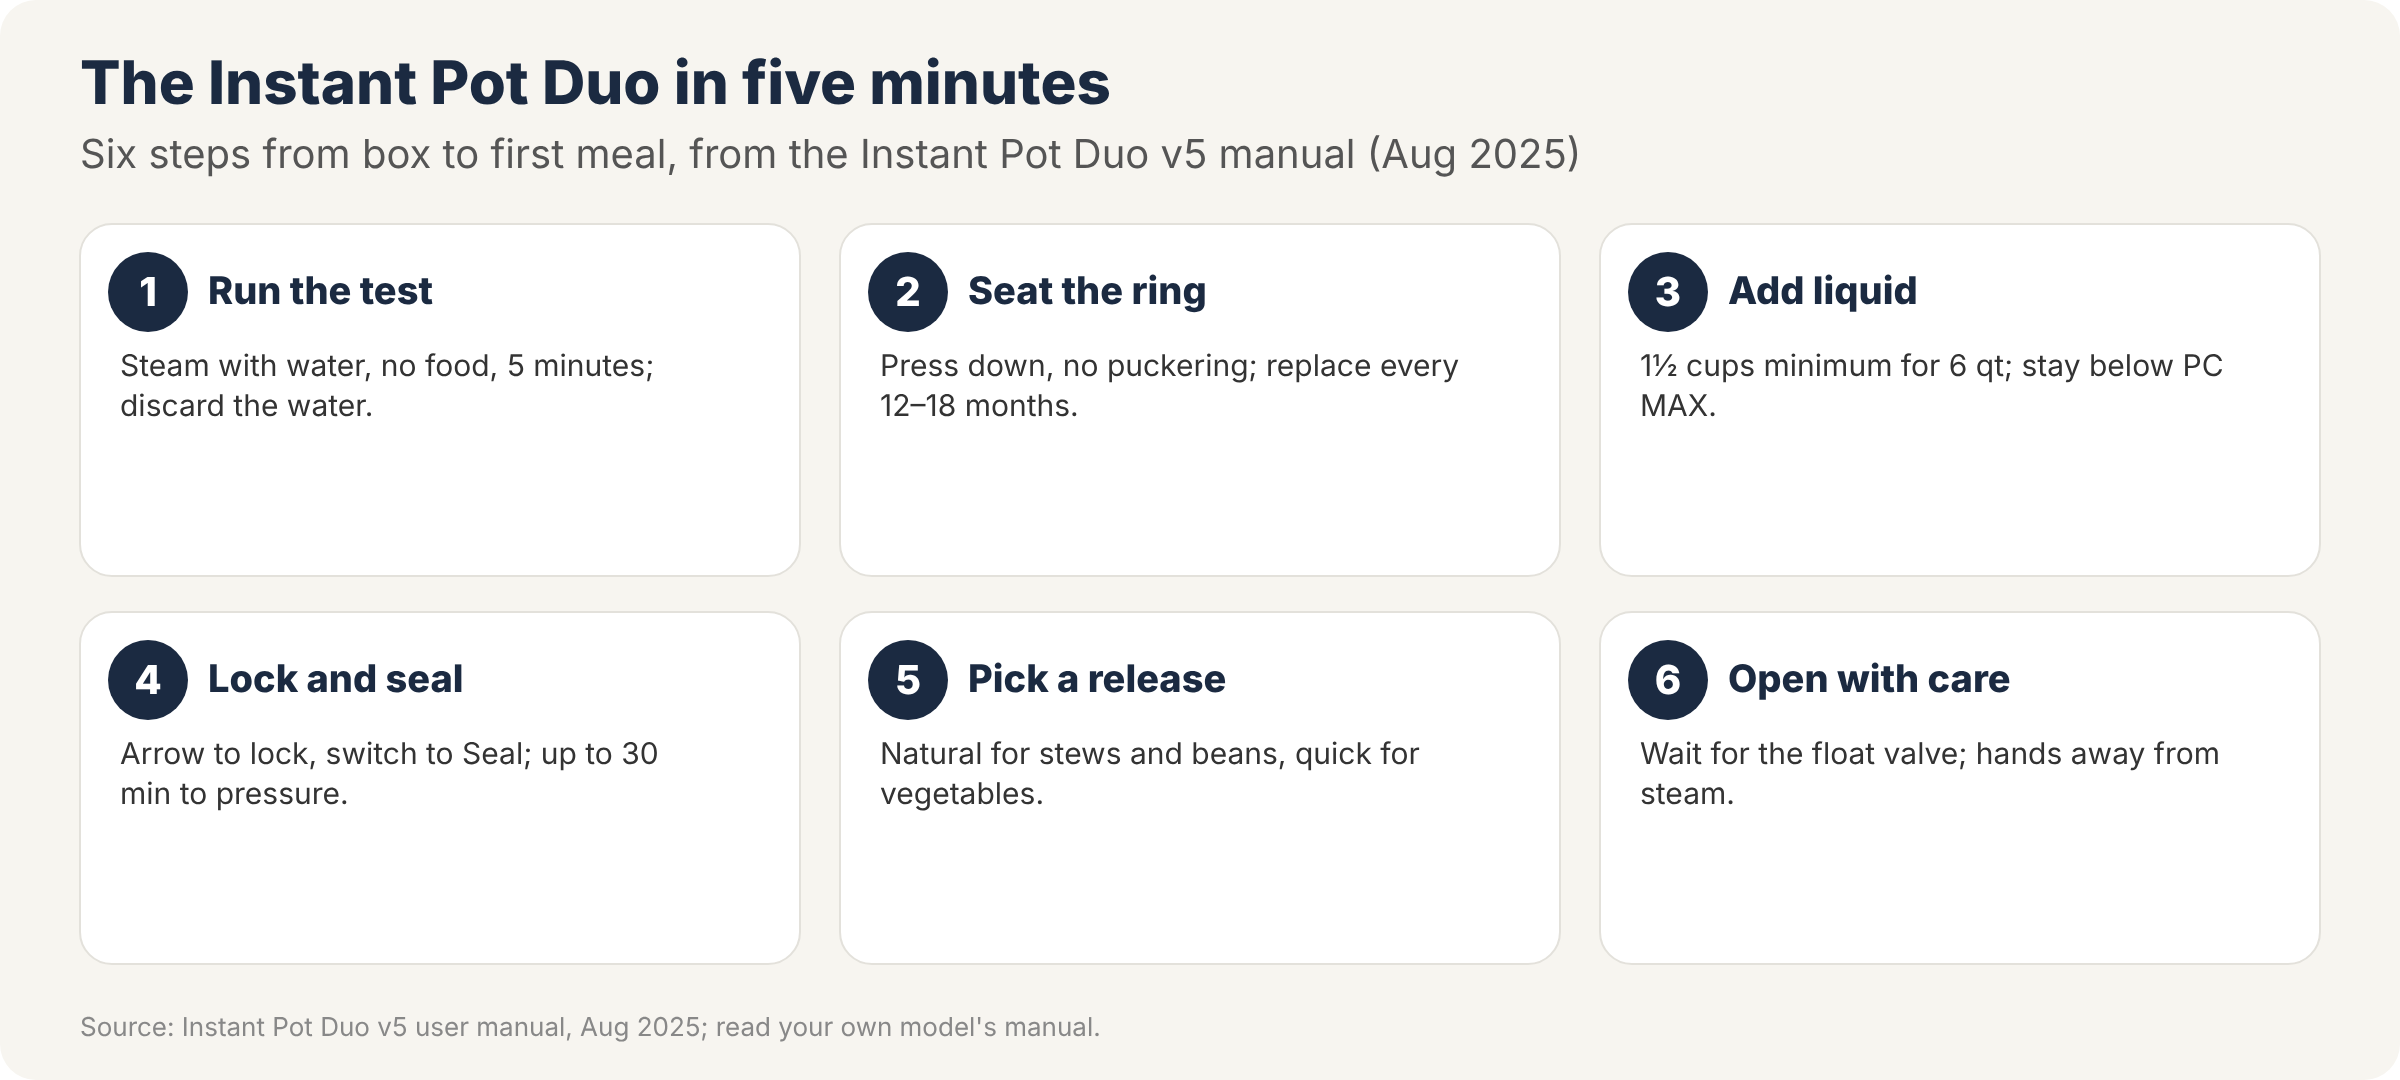 The Instant Pot Duo in five minutes
Six steps from box to first meal, from the Instant Pot Duo v5 manual (Aug 2025)
1 Run the test
Steam with water, no food, 5 minutes;
discard the water.
2 Seat the ring
Press down, no puckering; replace every
12–18 months.
3 Add liquid
1½ cups minimum for 6 qt; stay below PC
MAX.
4 Lock and seal
Arrow to lock, switch to Seal; up to 30
min to pressure.
5 Pick a release
Natural for stews and beans, quick for
vegetables.
6 Open with care
Wait for the float valve; hands away from
steam.
Source: Instant Pot Duo v5 user manual, Aug 2025; read your own model's manual.